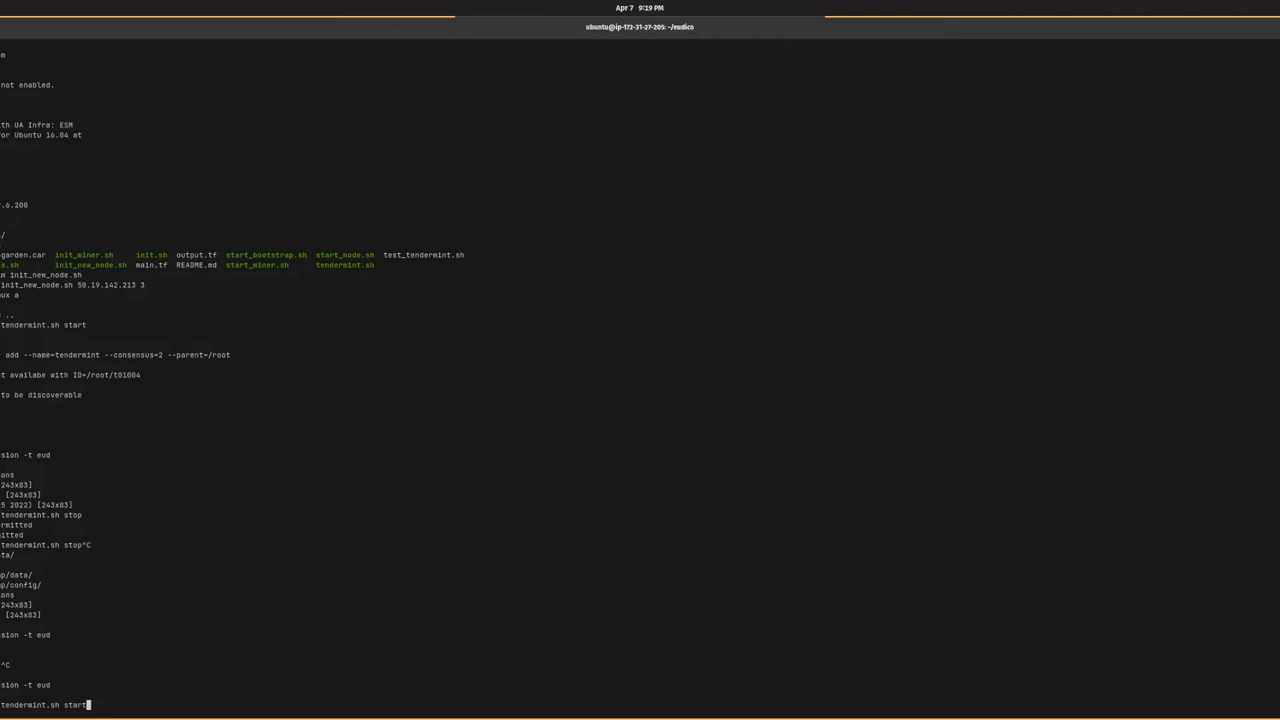 Apr 7 9:19 PM
ubuntu@ip-172-31-27-205: ~/eudico
m
not enabled.
th UA Infra: ESM
or Ubuntu 16.04 at
.6.200
/
garden.car init_miner.sh init.sh output.tf start_bootstrap.sh start_node.sh test_tendermint.sh
s.sh init_new_node.sh main.tf README.md start_miner.sh tendermint.sh
m init_new_node.sh
init_new_node.sh 50.19.142.213 3
ux a
..
tendermint.sh start
add --name=tendermint --consensus=2 --parent=/root
t availabe with ID=/root/t01004
to be discoverable
sion -t eud
ons
243x83]
[243x83]
5 2022) [243x83]
tendermint.sh stop
rmitted
itted
tendermint.sh stop^C
ta/
p/data/
p/config/
ons
243x83]
[243x83]
sion -t eud
^C
sion -t eud
tendermint.sh start